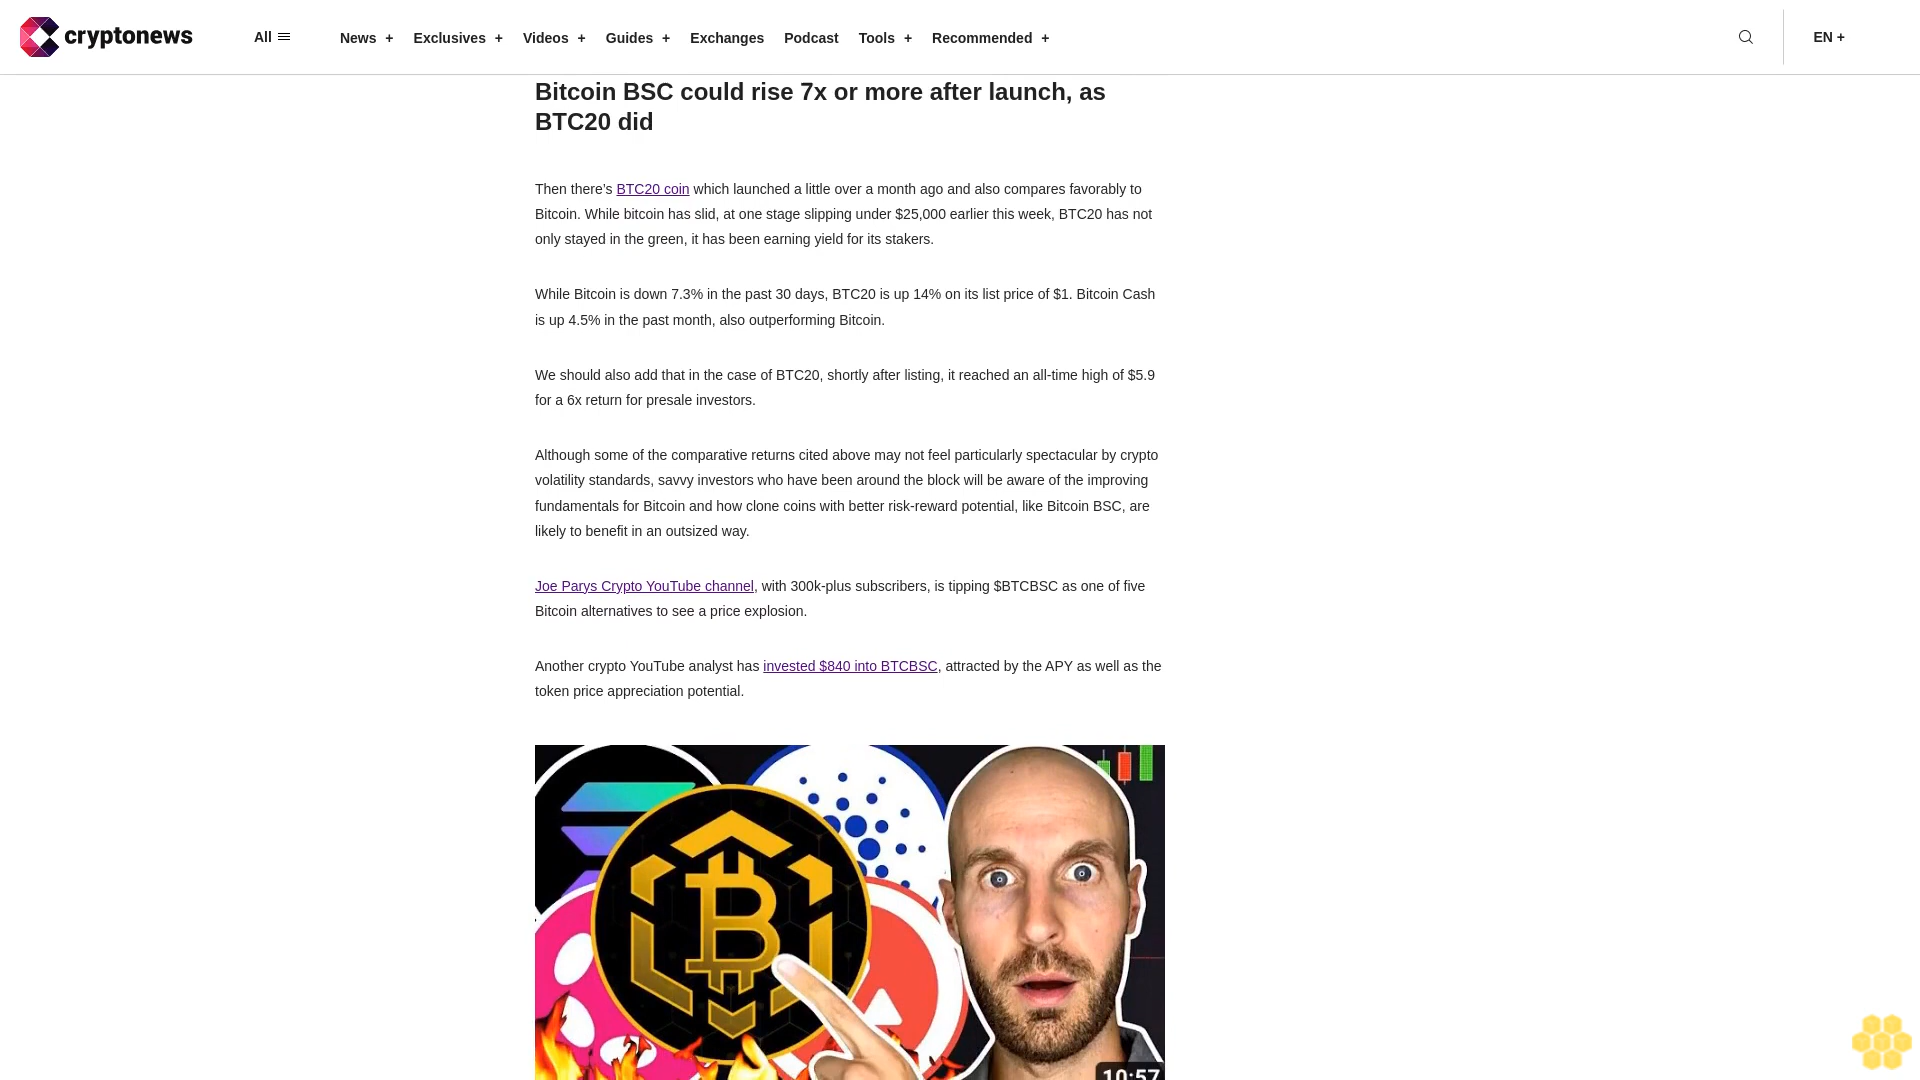 cryptonews
All
News +
Exclusives +
Videos +
Guides +
Exchanges
Podcast
Tools +
Recommended +
EN +
Bitcoin BSC could rise 7x or more after launch, as
BTC20 did
Then there’s BTC20 coin which launched a little over a month ago and also compares favorably to
Bitcoin. While bitcoin has slid, at one stage slipping under $25,000 earlier this week, BTC20 has not
only stayed in the green, it has been earning yield for its stakers.
While Bitcoin is down 7.3% in the past 30 days, BTC20 is up 14% on its list price of $1. Bitcoin Cash
is up 4.5% in the past month, also outperforming Bitcoin.
We should also add that in the case of BTC20, shortly after listing, it reached an all-time high of $5.9
for a 6x return for presale investors.
Although some of the comparative returns cited above may not feel particularly spectacular by crypto
volatility standards, savvy investors who have been around the block will be aware of the improving
fundamentals for Bitcoin and how clone coins with better risk-reward potential, like Bitcoin BSC, are
likely to benefit in an outsized way.
Joe Parys Crypto YouTube channel, with 300k-plus subscribers, is tipping $BTCBSC as one of five
Bitcoin alternatives to see a price explosion.
Another crypto YouTube analyst has invested $840 into BTCBSC, attracted by the APY as well as the
token price appreciation potential.
10:57